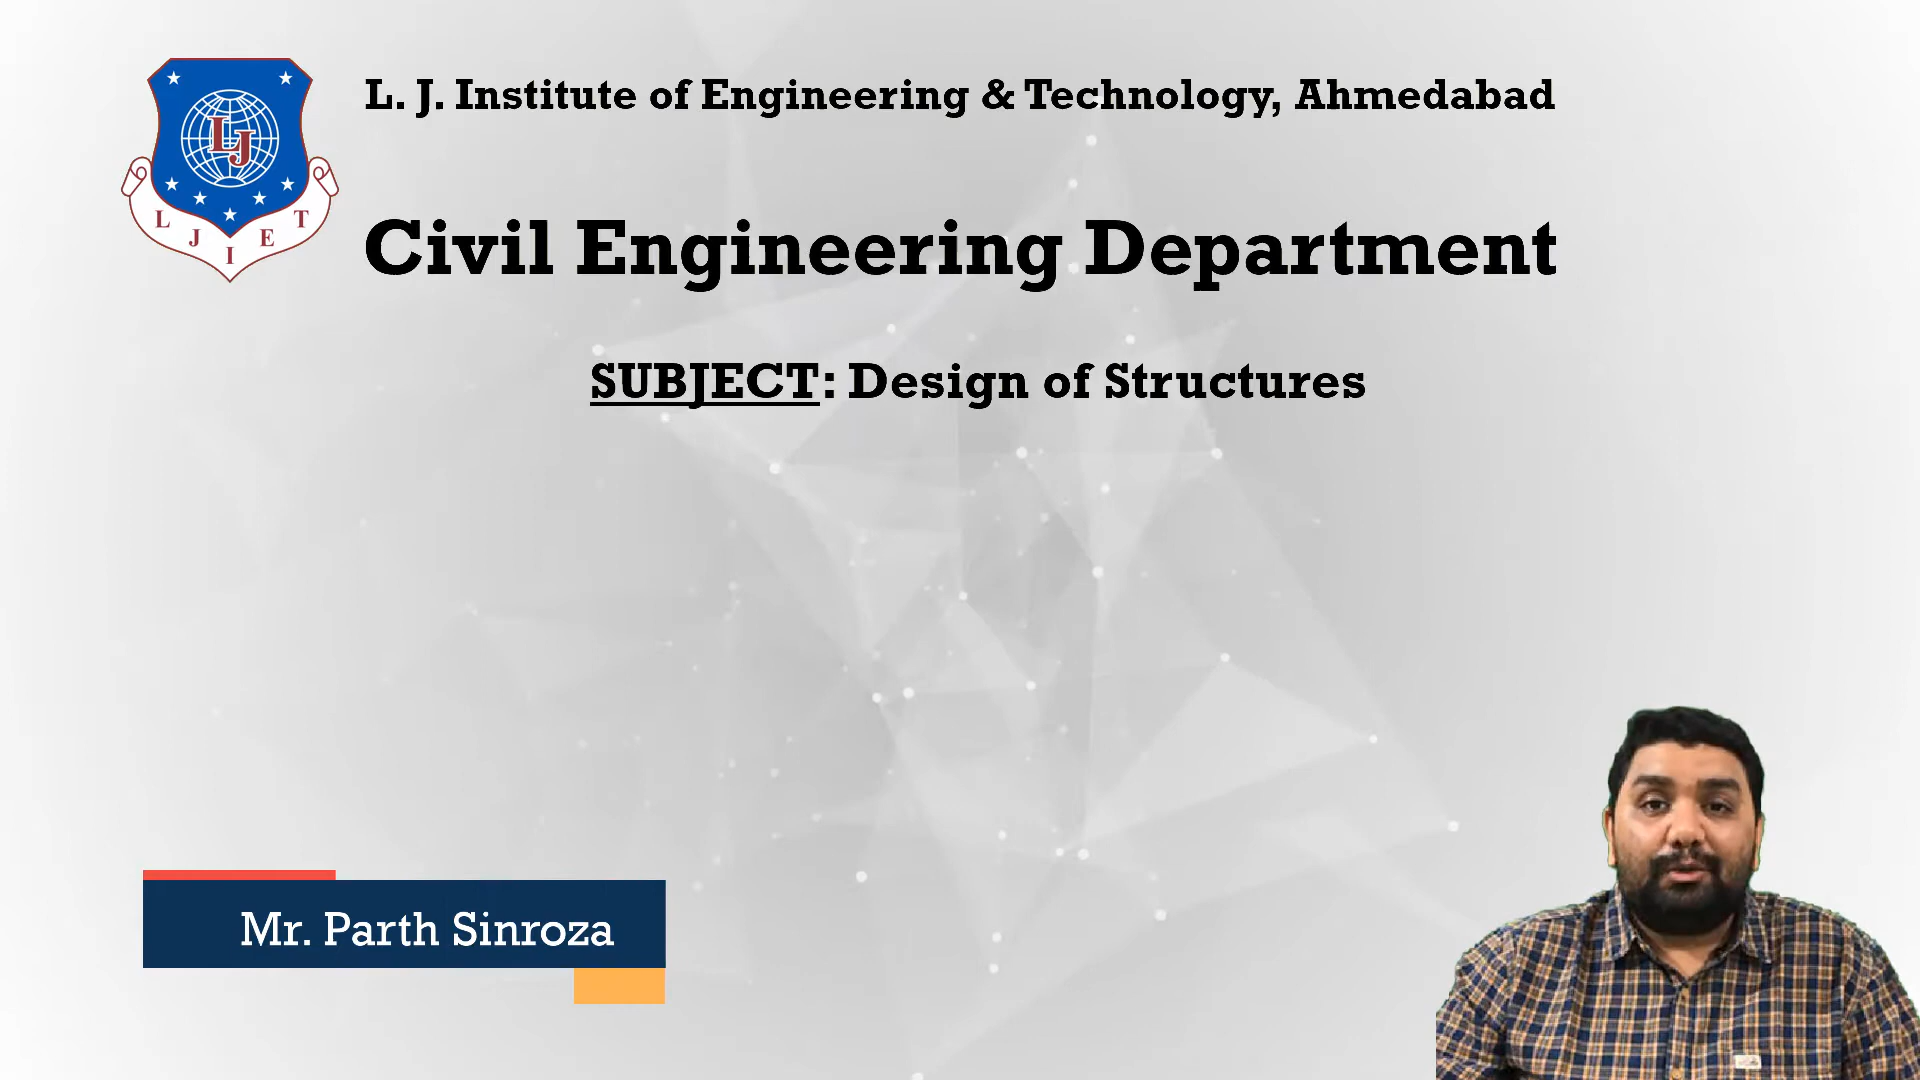 L. J. Institute of Engineering & Technology, Ahmedabad
LJ
L J I E T
Civil Engineering Department
SUBJECT: Design of Structures
Mr. Parth Sinroza